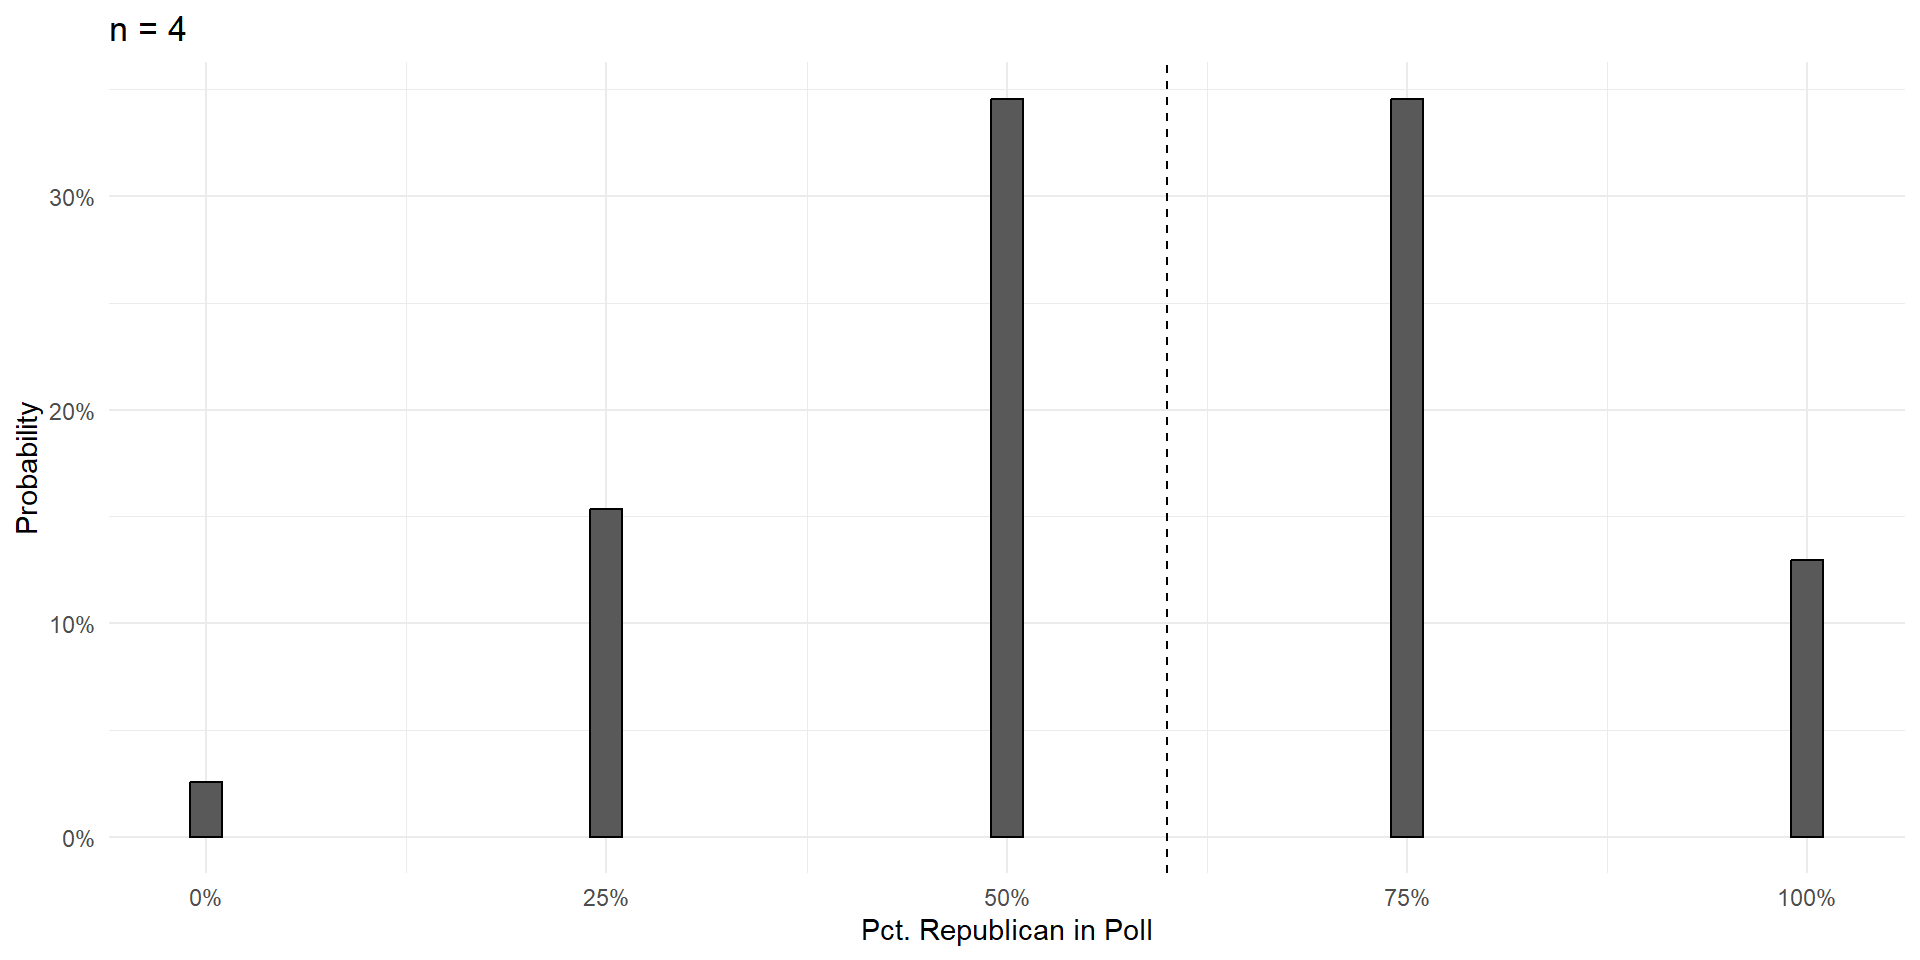 n = 4
Probability
30%
20%
10%
0%
0% 25% 50% 75% 100%
Pct. Republican in Poll